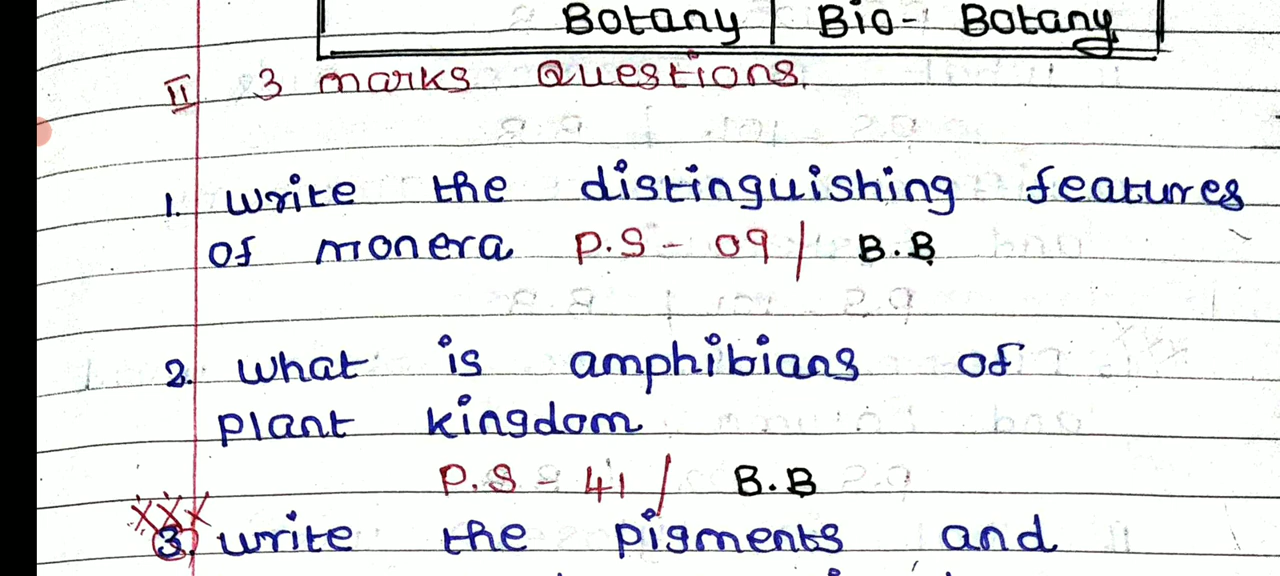 Botany | Bio- Botany
II 3 marks Questions.
1. Write the distinguishing features
of monera P.S - 09 / B.B
2. What is amphibians of
plant kingdom
P.S - 41 / B.B
xxx
3. write the pigments and